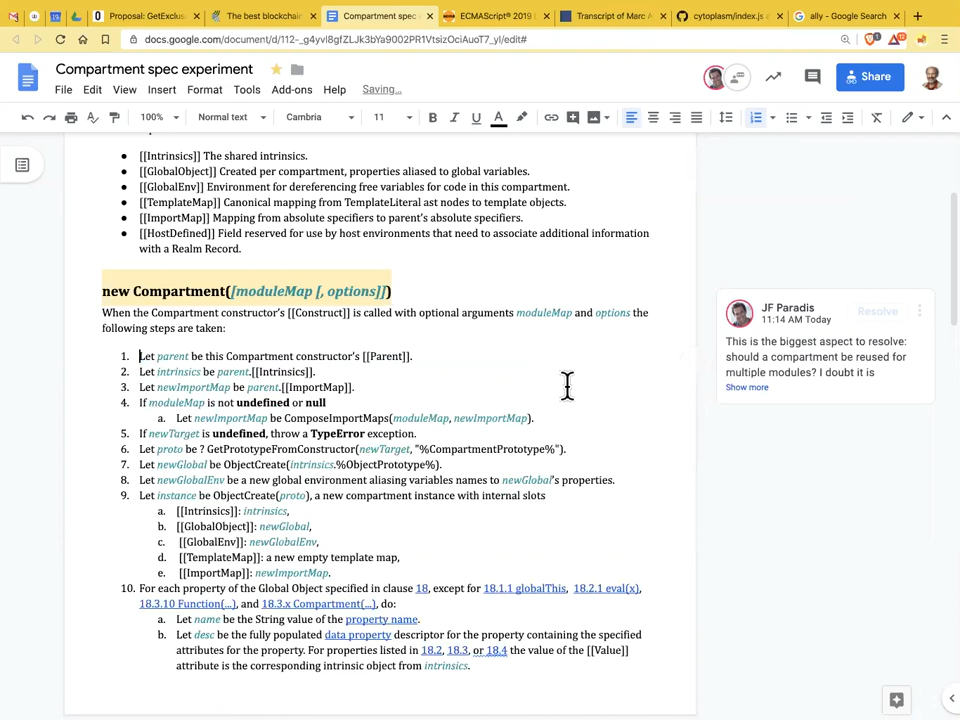 Proposal: GetExclus
The best blockchain
Compartment spec e
ECMAScript® 2019 L
Transcript of Marc A
cytoplasm/index.js a
ally - Google Search
docs.google.com/document/d/112-_g4yvl8gfZLJk3bYa9002PR1VtsizOciAuoT7_yI/edit#
Compartment spec experiment
File Edit View Insert Format Tools Add-ons Help Saving...
Share
100% Normal text Cambria 11 B I U A
● [[Intrinsics]] The shared intrinsics.
● [[GlobalObject]] Created per compartment, properties aliased to global variables.
● [[GlobalEnv]] Environment for dereferencing free variables for code in this compartment.
● [[TemplateMap]] Canonical mapping from TemplateLiteral ast nodes to template objects.
● [[ImportMap]] Mapping from absolute specifiers to parent's absolute specifiers.
● [[HostDefined]] Field reserved for use by host environments that need to associate additional information
with a Realm Record.
new Compartment([moduleMap [, options]])
When the Compartment constructor's [[Construct]] is called with optional arguments moduleMap and options the
following steps are taken:
1. Let parent be this Compartment constructor's [[Parent]].
2. Let intrinsics be parent.[[Intrinsics]].
3. Let newImportMap be parent.[[ImportMap]].
4. If moduleMap is not undefined or null
a. Let newImportMap be ComposeImportMaps(moduleMap, newImportMap).
5. If newTarget is undefined, throw a TypeError exception.
6. Let proto be ? GetPrototypeFromConstructor(newTarget, "%CompartmentPrototype%").
7. Let newGlobal be ObjectCreate(intrinsics.%ObjectPrototype%).
8. Let newGlobalEnv be a new global environment aliasing variables names to newGlobal's properties.
9. Let instance be ObjectCreate(proto), a new compartment instance with internal slots
a. [[Intrinsics]]: intrinsics,
b. [[GlobalObject]]: newGlobal,
c. [[GlobalEnv]]: newGlobalEnv,
d. [[TemplateMap]]: a new empty template map,
e. [[ImportMap]]: newImportMap.
10. For each property of the Global Object specified in clause 18, except for 18.1.1 globalThis, 18.2.1 eval(x),
18.3.10 Function(...), and 18.3.x Compartment(...), do:
a. Let name be the String value of the property name.
b. Let desc be the fully populated data property descriptor for the property containing the specified
attributes for the property. For properties listed in 18.2, 18.3, or 18.4 the value of the [[Value]]
attribute is the corresponding intrinsic object from intrinsics.
JF Paradis
11:14 AM Today
Resolve
This is the biggest aspect to resolve:
should a compartment be reused for
multiple modules? I doubt it is
Show more